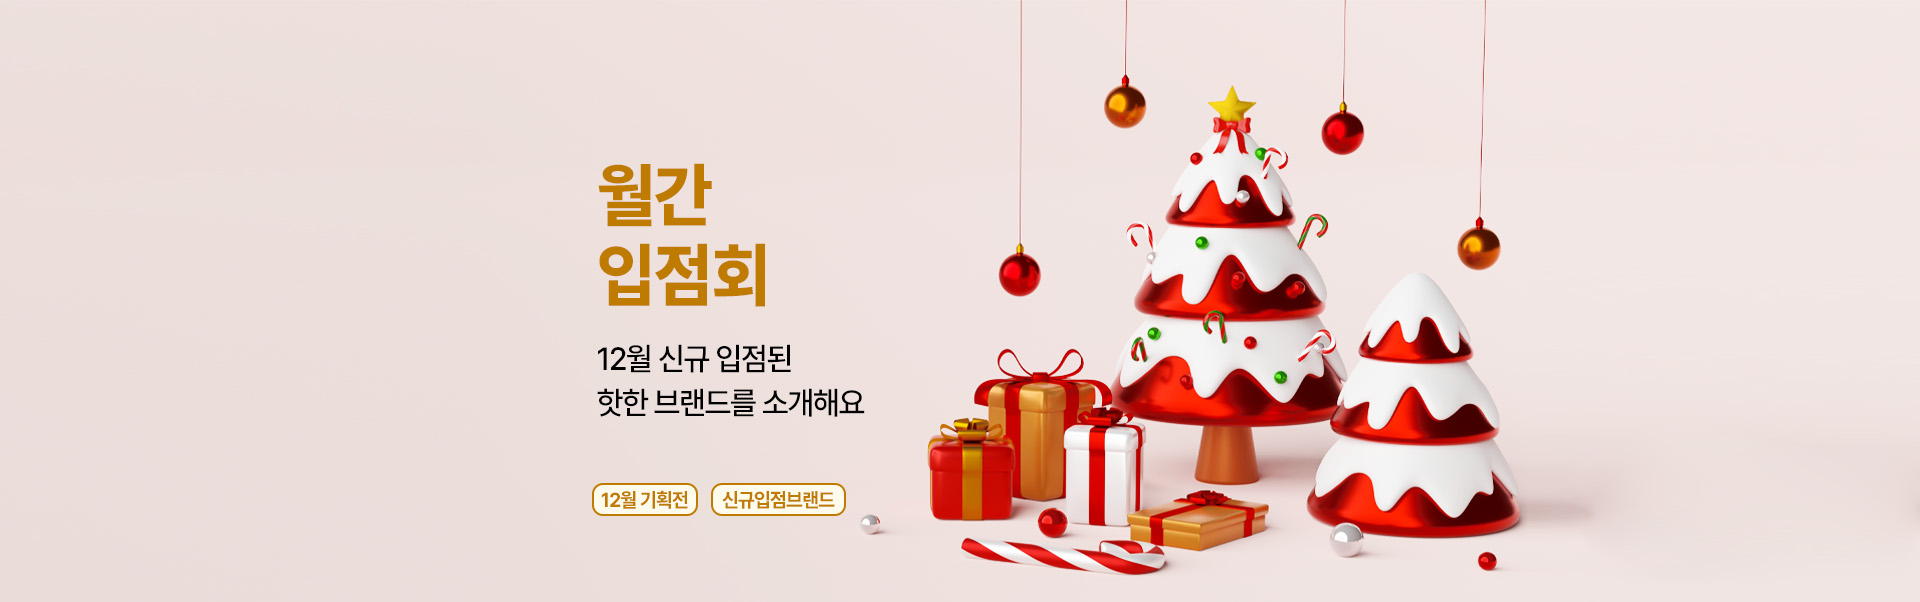 월간
입점회
12월 신규 입점된
핫한 브랜드를 소개해요
12월 기획전
신규입점브랜드